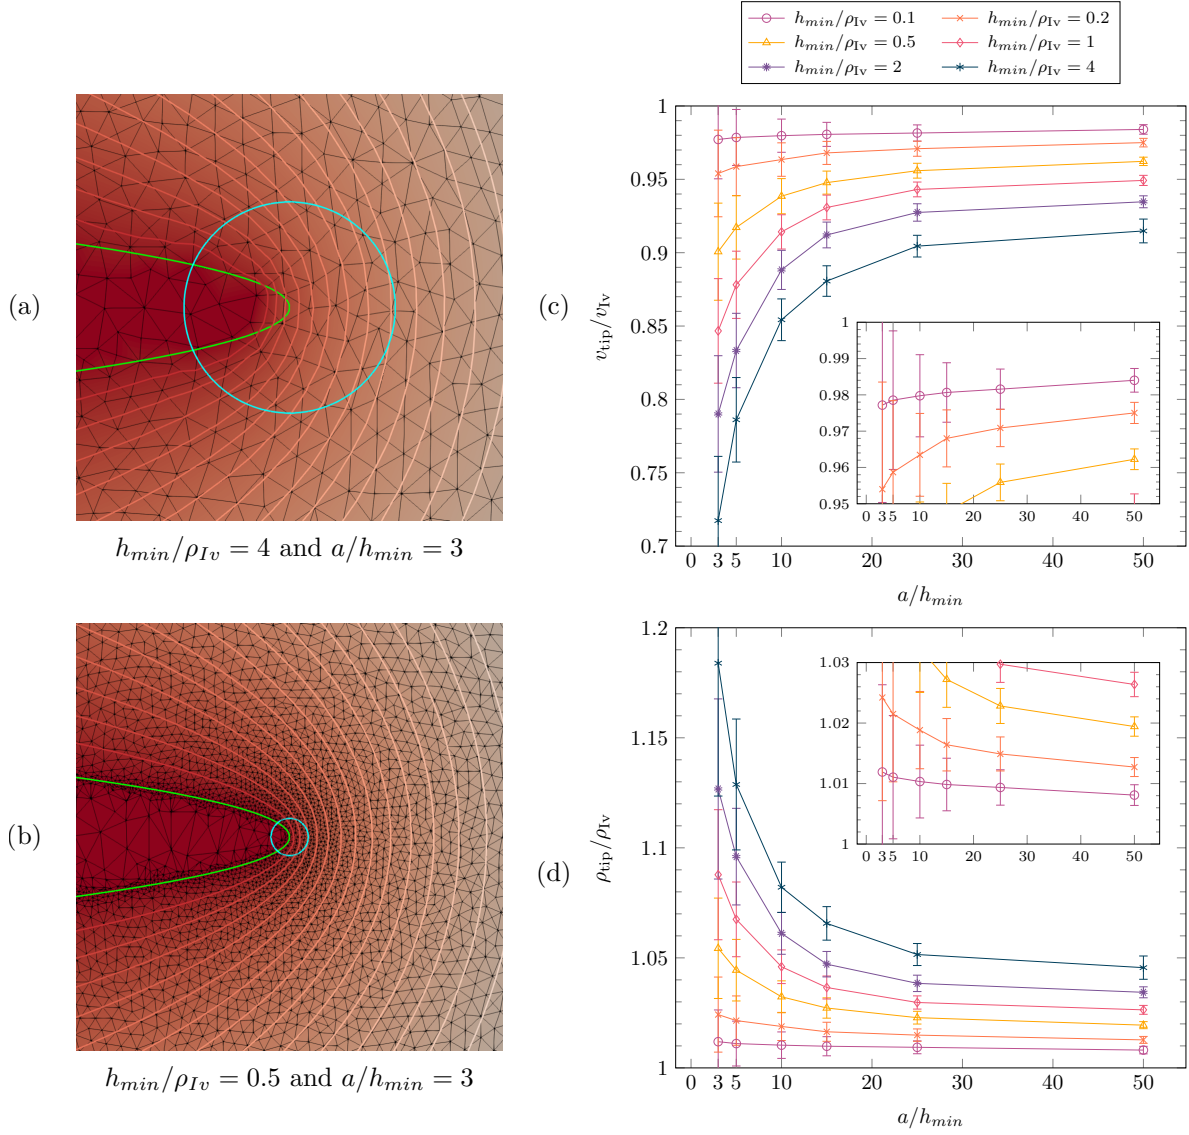 (a)
h_min/ρ_Iv = 4 and a/h_min = 3
(b)
h_min/ρ_Iv = 0.5 and a/h_min = 3
h_min/ρ_Iv = 0.1 h_min/ρ_Iv = 0.2
h_min/ρ_Iv = 0.5 h_min/ρ_Iv = 1
h_min/ρ_Iv = 2 h_min/ρ_Iv = 4
(c)
v_tip/v_Iv
1
0.95
0.9
0.85
0.8
0.75
0.7
0 3 5 10 20 30 40 50
a/h_min
1
0.99
0.98
0.97
0.96
0.95
0 3 5 10 20 30 40 50
(d)
ρ_tip/ρ_Iv
1.2
1.15
1.1
1.05
1
0 3 5 10 20 30 40 50
a/h_min
1.03
1.02
1.01
1
0 3 5 10 20 30 40 50